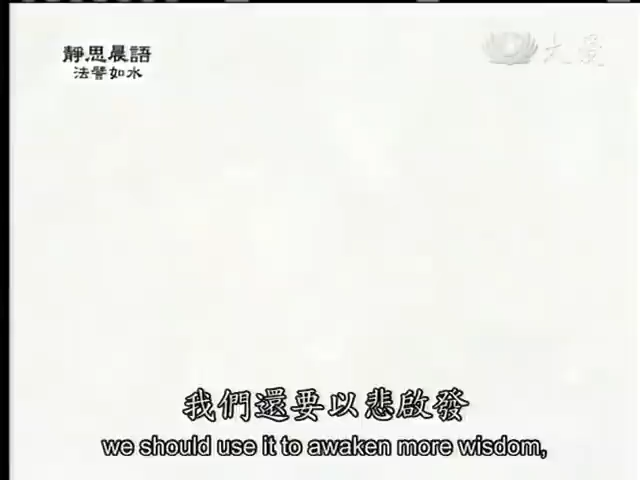 靜思晨語
法譬如水
大愛
我們還要以悲啟發
we should use it to awaken more wisdom,